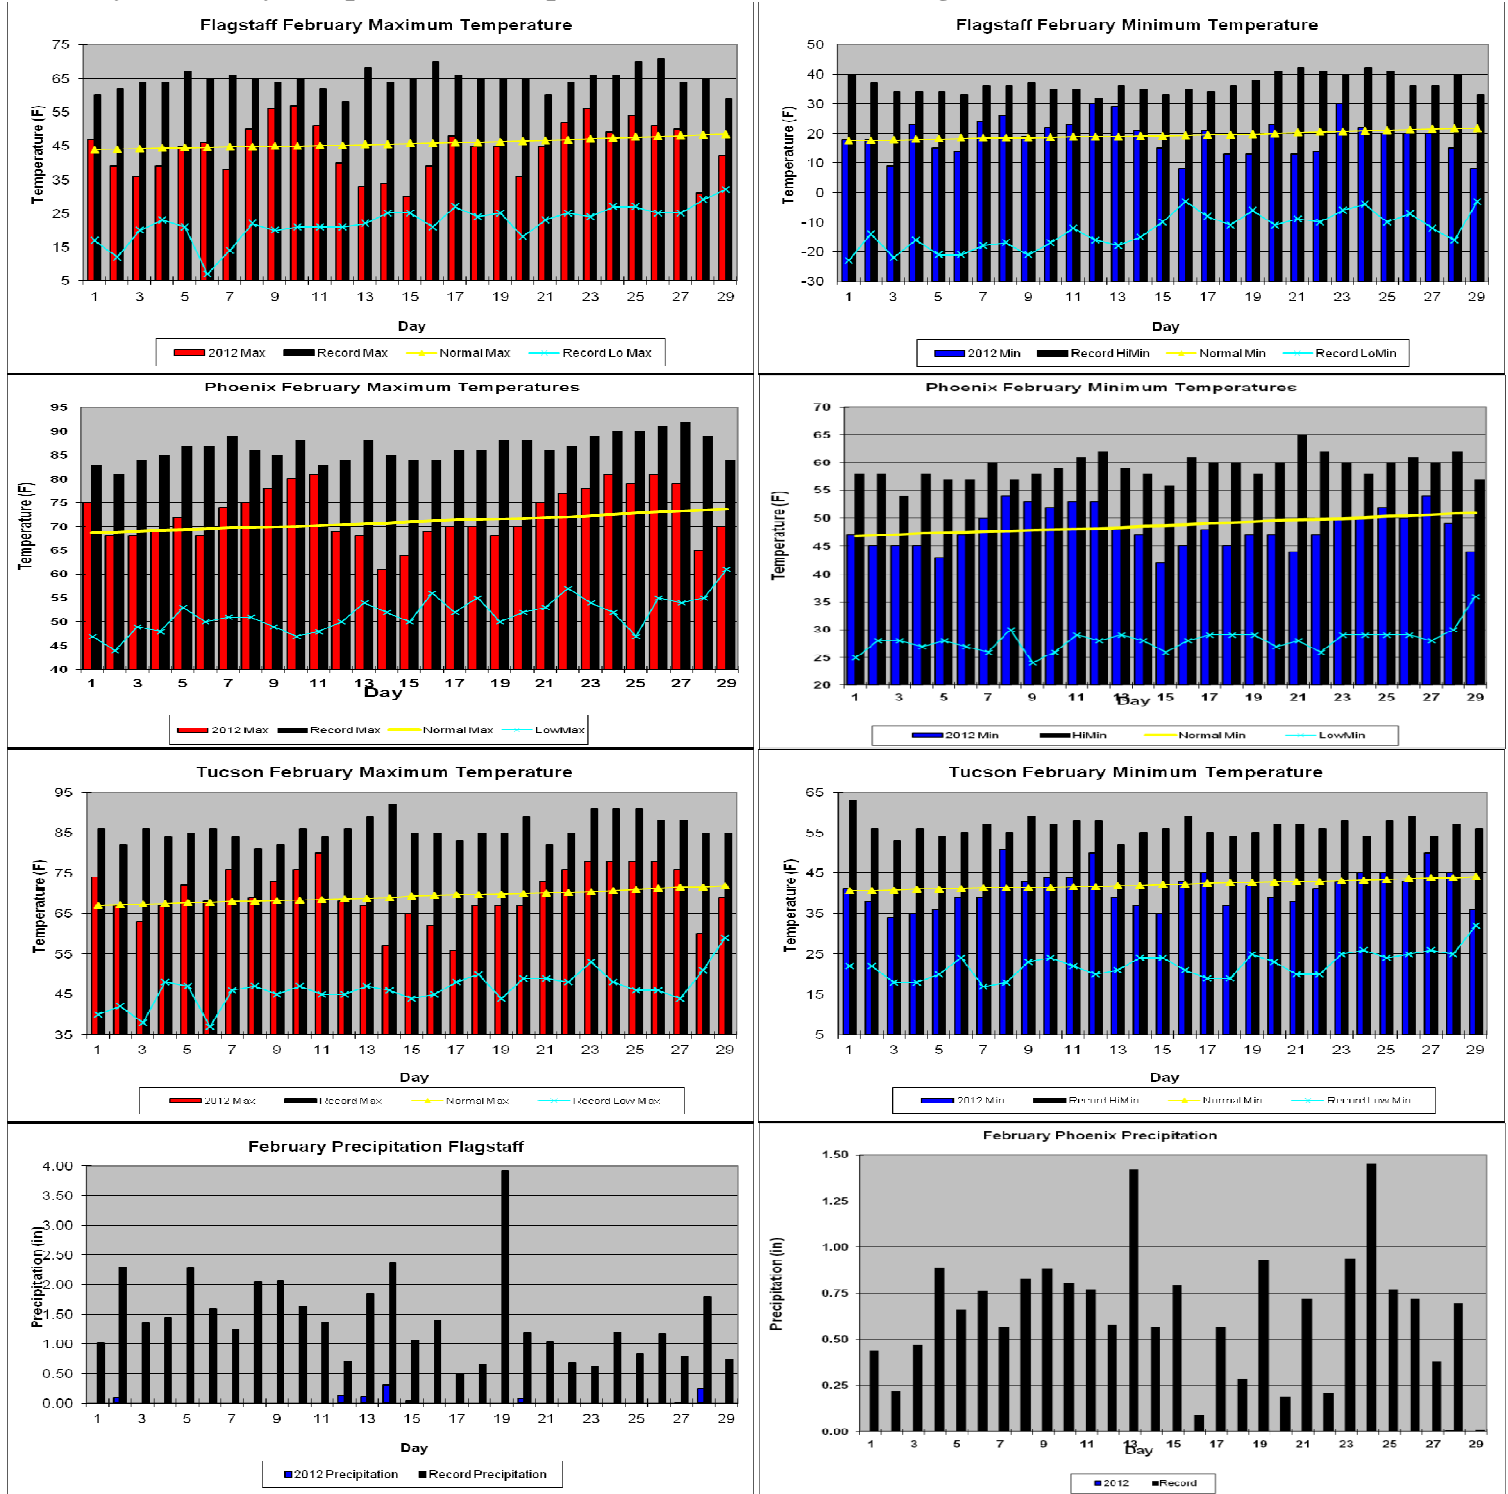 Flagstaff February Maximum Temperature
75
65
55
45
35
25
15
5
Temperature (F)
1 3 5 7 9 11 13 15 17 19 21 23 25 27 29
Day
2012 Max Record Max Normal Max Record Lo Max
Flagstaff February Minimum Temperature
50
40
30
20
10
0
-10
-20
-30
Temperature (F)
1 3 5 7 9 11 13 15 17 19 21 23 25 27 29
Day
2012 Min Record HiMin Normal Min Record LoMin
Phoenix February Maximum Temperatures
95
90
85
80
75
70
65
60
55
50
45
40
Temperature (F)
1 3 5 7 9 11 13 15 17 19 21 23 25 27 29
Day
2012 Max Record Max Normal Max LowMax
Phoenix February Minimum Temperatures
70
65
60
55
50
45
40
35
30
25
20
Temperature (F)
1 3 5 7 9 11 13 15 17 19 21 23 25 27 29
Day
2012 Min HiMin Normal Min LowMin
Tucson February Maximum Temperature
95
85
75
65
55
45
35
Temperature (F)
1 3 5 7 9 11 13 15 17 19 21 23 25 27 29
Day
2012 Max Record Max Normal Max Record Low Max
Tucson February Minimum Temperature
65
55
45
35
25
15
5
Temperature (F)
1 3 5 7 9 11 13 15 17 19 21 23 25 27 29
Day
2012 Min Record HiMin Normal Min Record Low Min
February Precipitation Flagstaff
4.00
3.50
3.00
2.50
2.00
1.50
1.00
0.50
0.00
Precipitation (in)
1 3 5 7 9 11 13 15 17 19 21 23 25 27 29
Day
2012 Precipitation Record Precipitation
February Phoenix Precipitation
1.50
1.25
1.00
0.75
0.50
0.25
0.00
Precipitation (in)
1 3 5 7 9 11 13 15 17 19 21 23 25 27 29
Day
2012 Record